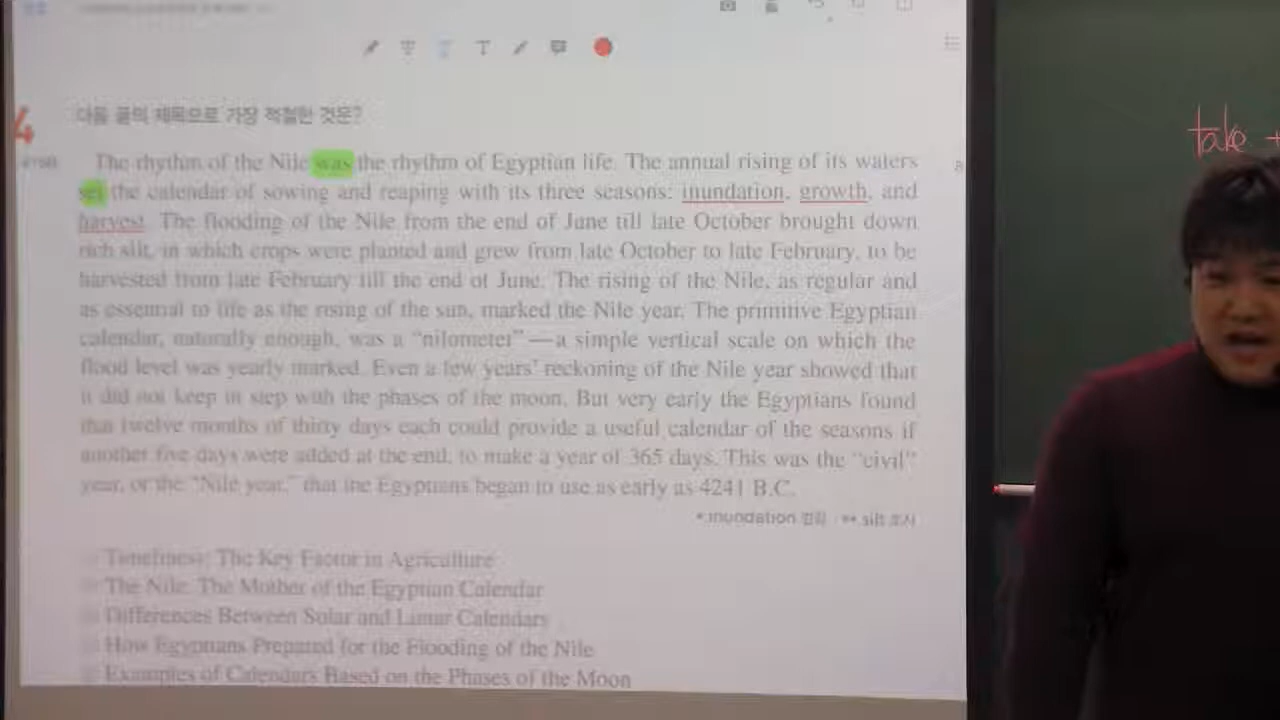 take
4
다음 글의 제목으로 가장 적절한 것은?
The rhythm of the Nile was the rhythm of Egyptian life. The annual rising of its waters
set the calendar of sowing and reaping with its three seasons: inundation, growth, and
harvest. The flooding of the Nile from the end of June till late October brought down
rich silt, in which crops were planted and grew from late October to late February, to be
harvested from late February till the end of June. The rising of the Nile, as regular and
as essential to life as the rising of the sun, marked the Nile year. The primitive Egyptian
calendar, naturally enough, was a “nilometer” — a simple vertical scale on which the
flood level was yearly marked. Even a few years’ reckoning of the Nile year showed that
it did not keep in step with the phases of the moon. But very early the Egyptians found
that twelve months of thirty days each could provide a useful calendar of the seasons if
another five days were added at the end, to make a year of 365 days. This was the “civil”
year, or the “Nile year,” that the Egyptians began to use as early as 4241 B.C.
* inundation 범람 ** silt
Timeliness: The Key Factor in Agriculture
The Nile: The Mother of the Egyptian Calendar
Differences Between Solar and Lunar Calendars
How Egyptians Prepared for the Flooding of the Nile
Examples of Calendars Based on the Phases of the Moon